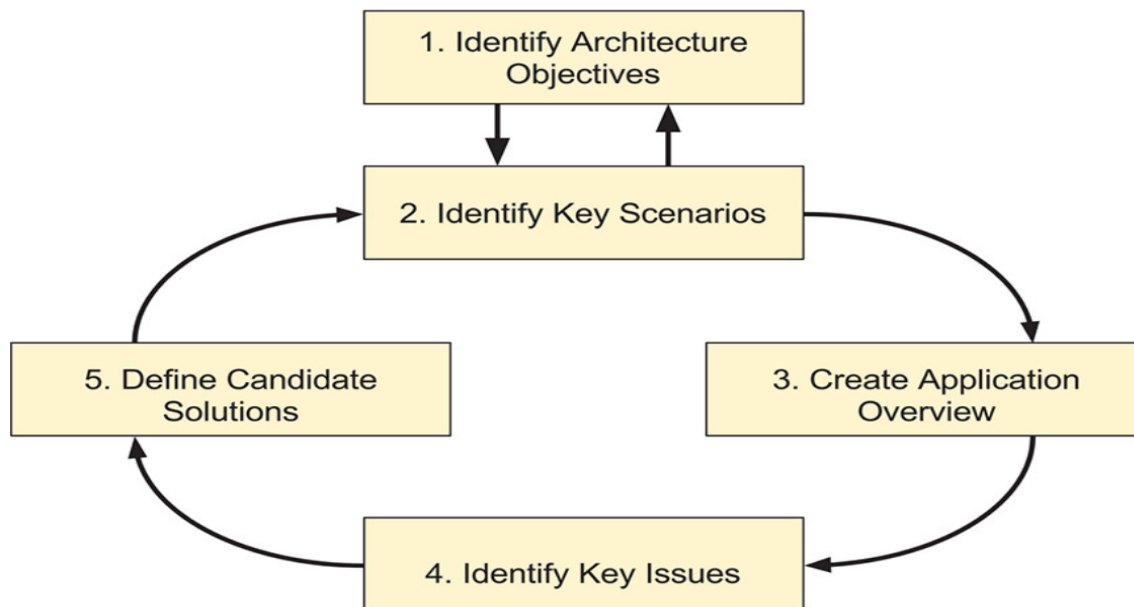 1. Identify Architecture
Objectives
2. Identify Key Scenarios
3. Create Application
Overview
4. Identify Key Issues
5. Define Candidate
Solutions